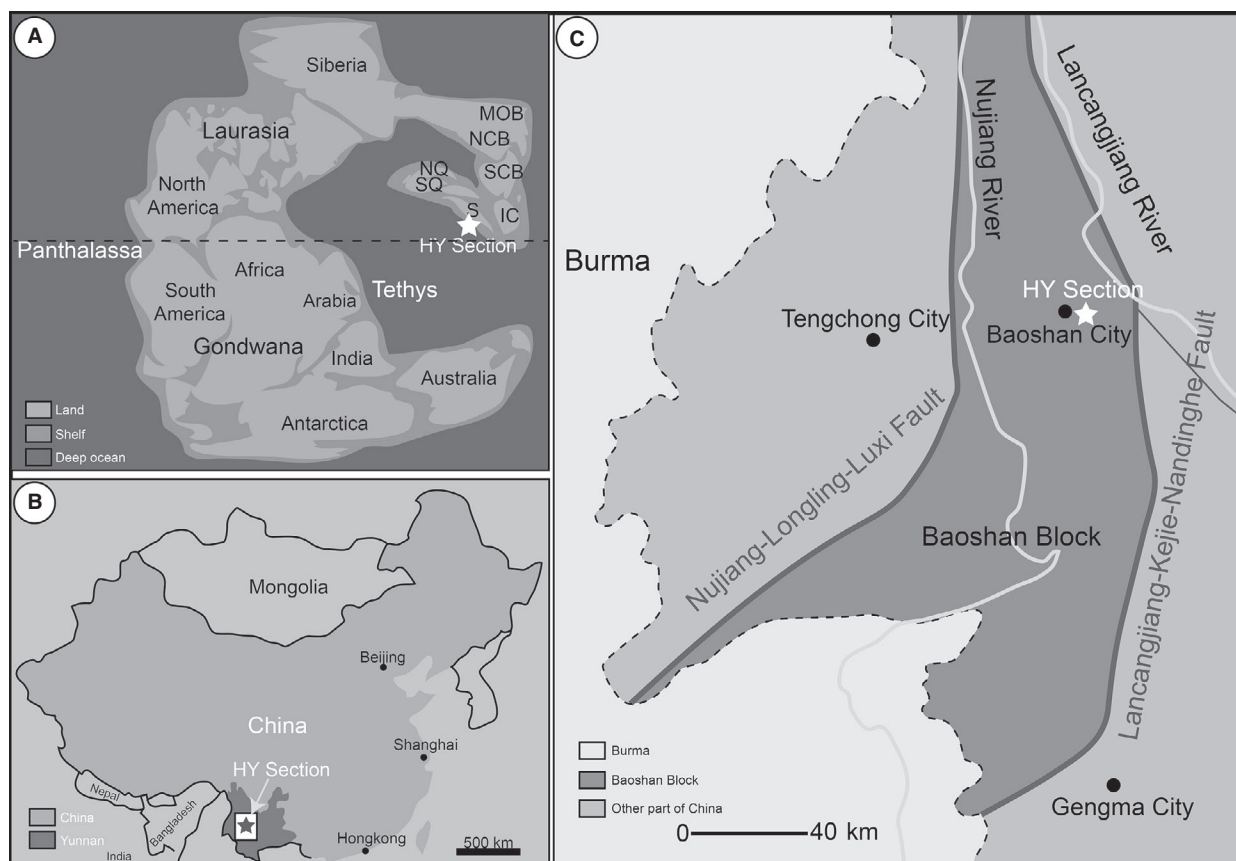 A
Siberia
MOB
Laurasia
NCB
NQ
SCB
SQ
North
America
S
IC
HY Section
Panthalassa
Africa
Tethys
South
America
Arabia
Gondwana
India
Australia
Antarctica
Land
Shelf
Deep ocean
B
Mongolia
Beijing
China
Shanghai
HY Section
Nepal
Bangladesh
China
Yunnan
India
Hongkong
500 km
C
Nujiang River
Lancangjiang River
Burma
HY Section
Tengchong City
Baoshan City
Nujiang-Longling-Luxi Fault
Lancangjiang-Kejie-Nandinghe Fault
Baoshan Block
Burma
Baoshan Block
Other part of China
Gengma City
0 40 km